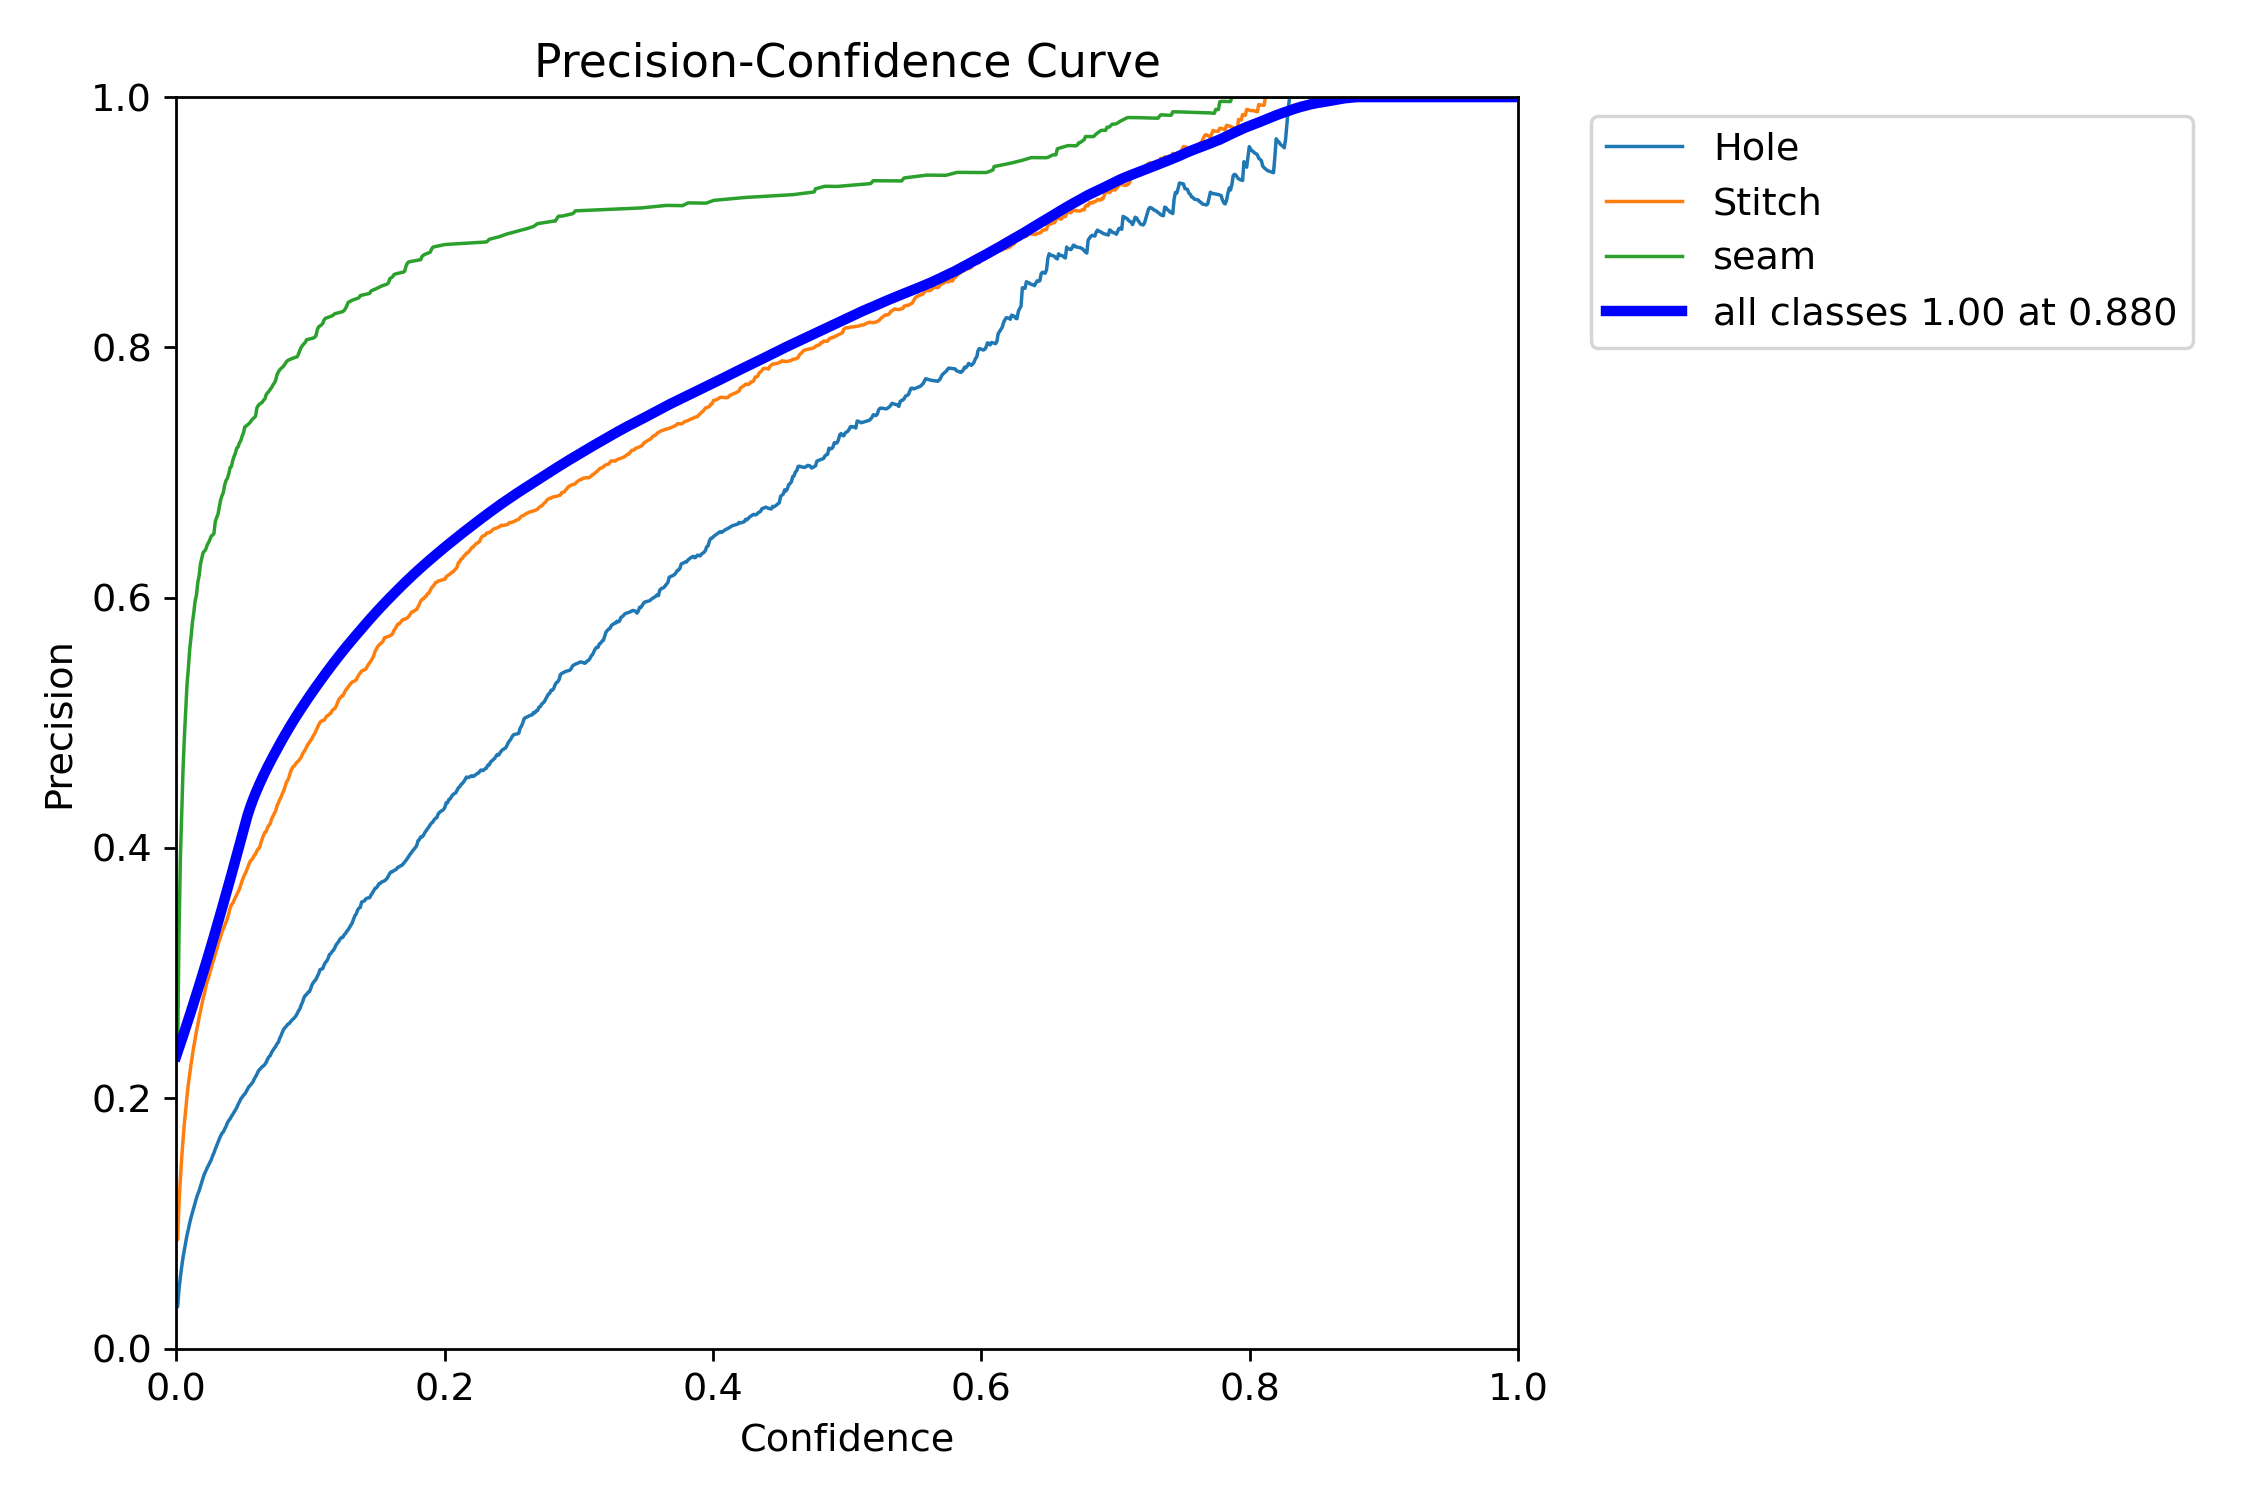 Precision-Confidence Curve
1.0
0.8
0.6
0.4
0.2
0.0
Precision
0.0 0.2 0.4 0.6 0.8 1.0
Confidence
Hole
Stitch
seam
all classes 1.00 at 0.880